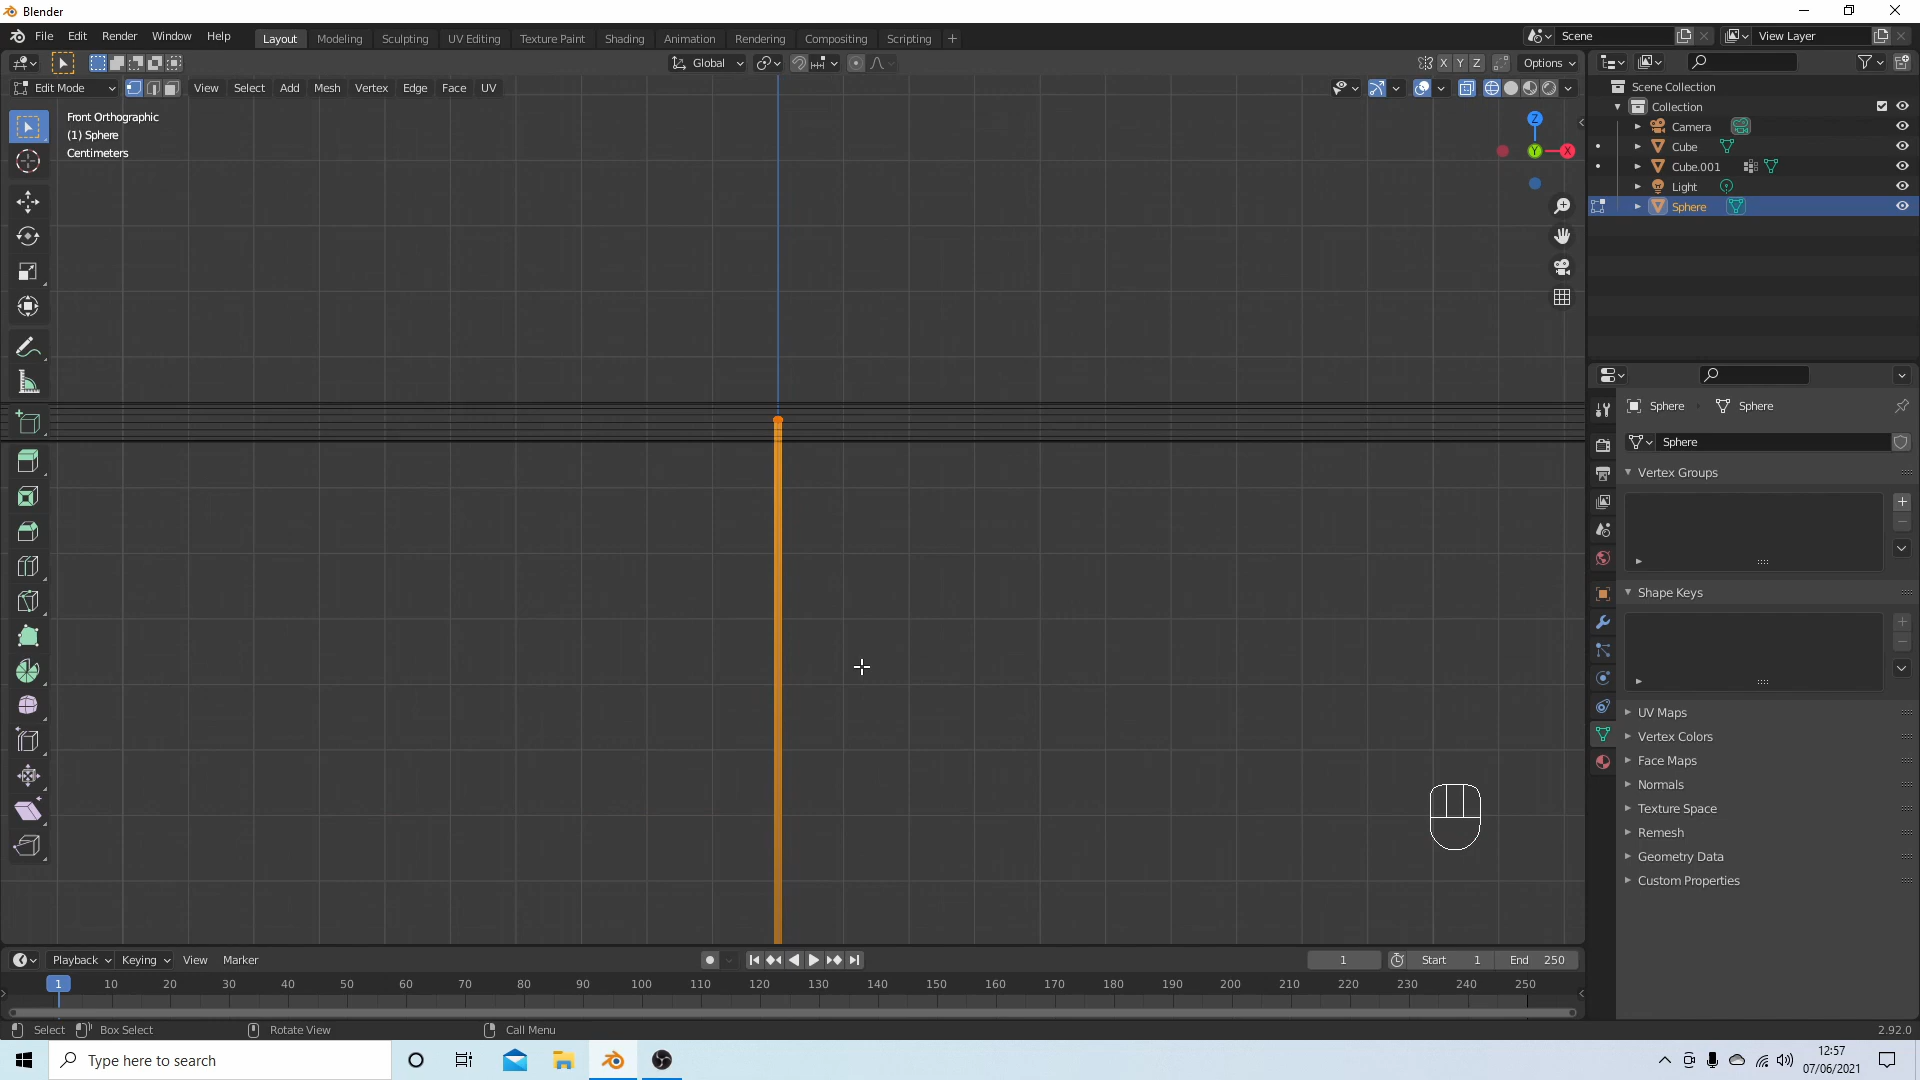 Blender
File Edit Render Window Help Layout Modeling Sculpting UV Editing Texture Paint Shading Animation Rendering Compositing Scripting + Scene View Layer
Global X Y Z Options
Edit Mode View Select Add Mesh Vertex Edge Face UV
Scene Collection
Collection
Camera
Cube
Cube.001
Light
Sphere
Front Orthographic
(1) Sphere
Centimeters
Z
Y X
Sphere Sphere
Sphere
Vertex Groups
Shape Keys
UV Maps
Vertex Colors
Face Maps
Normals
Texture Space
Remesh
Geometry Data
Custom Properties
Playback Keying View Marker 1 Start 1 End 250
1 10 20 30 40 50 60 70 80 90 100 110 120 130 140 150 160 170 180 190 200 210 220 230 240 250
Select Box Select Rotate View Call Menu 2.92.0
Type here to search
12:57
07/06/2021